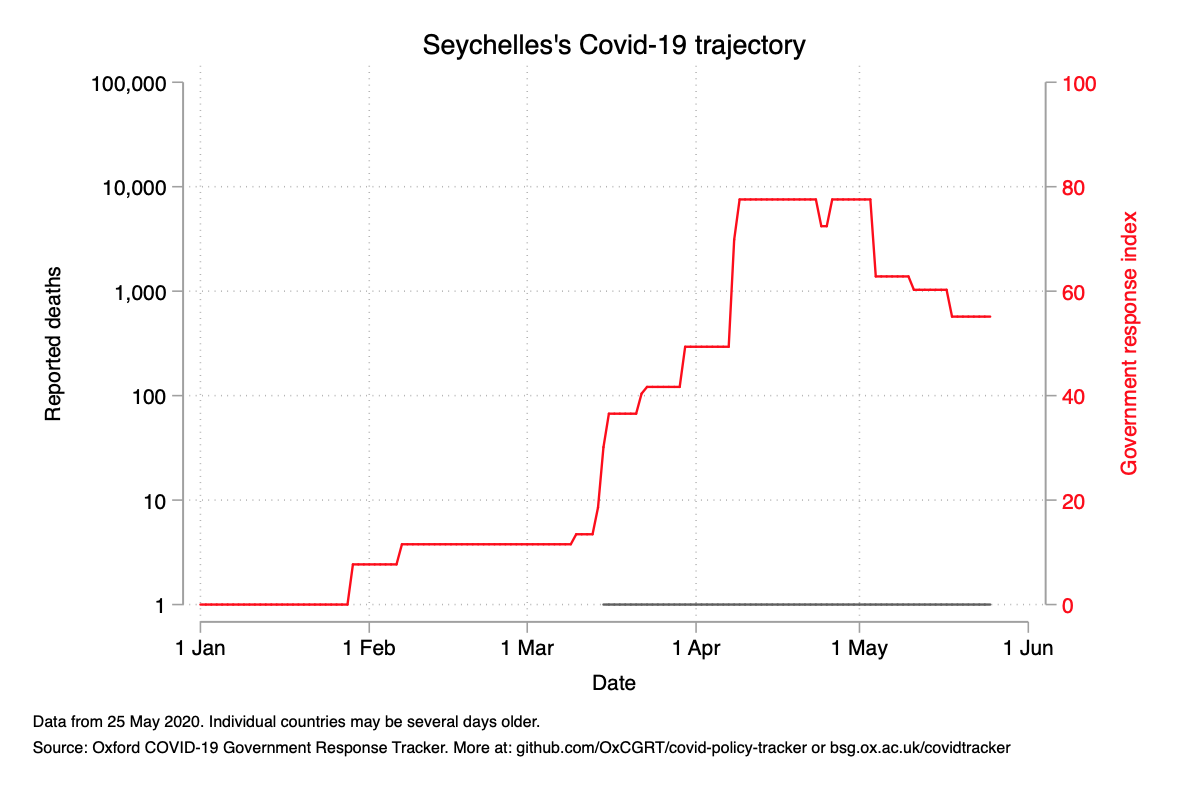 Seychelles's Covid-19 trajectory
100,000
10,000
1,000
100
10
1
Reported deaths
100
80
60
40
20
0
Government response index
1 Jan 1 Feb 1 Mar 1 Apr 1 May 1 Jun
Date
Data from 25 May 2020. Individual countries may be several days older.
Source: Oxford COVID-19 Government Response Tracker. More at: github.com/OxCGRT/covid-policy-tracker or bsg.ox.ac.uk/covidtracker